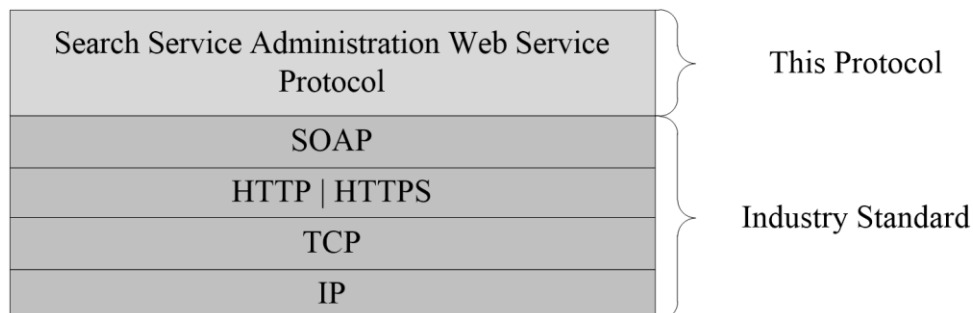 Search Service Administration Web Service
Protocol
This Protocol
SOAP
HTTP | HTTPS
TCP
IP
Industry Standard